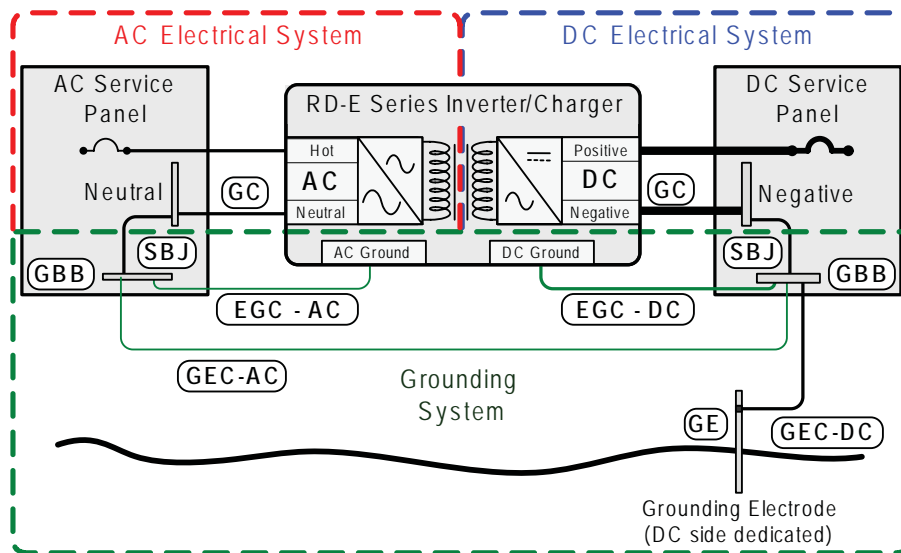 AC Electrical System
DC Electrical System
AC Service
Panel
RD-E Series Inverter/Charger
DC Service
Panel
Hot
AC
Neutral
Positive
DC
Negative
Neutral
GC
GC
Negative
SBJ
GBB
AC Ground
DC Ground
SBJ
GBB
EGC - AC
EGC - DC
GEC-AC
Grounding
System
GE
GEC-DC
Grounding Electrode
(DC side dedicated)